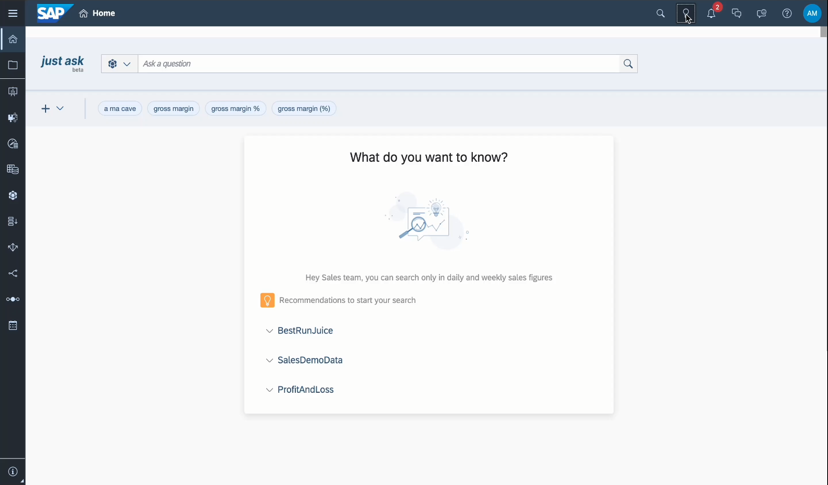 SAP Home
2
AM
just ask
beta
Ask a question
a ma cave
gross margin
gross margin %
gross margin (%)
What do you want to know?
Hey Sales team, you can search only in daily and weekly sales figures
Recommendations to start your search
BestRunJuice
SalesDemoData
ProfitAndLoss